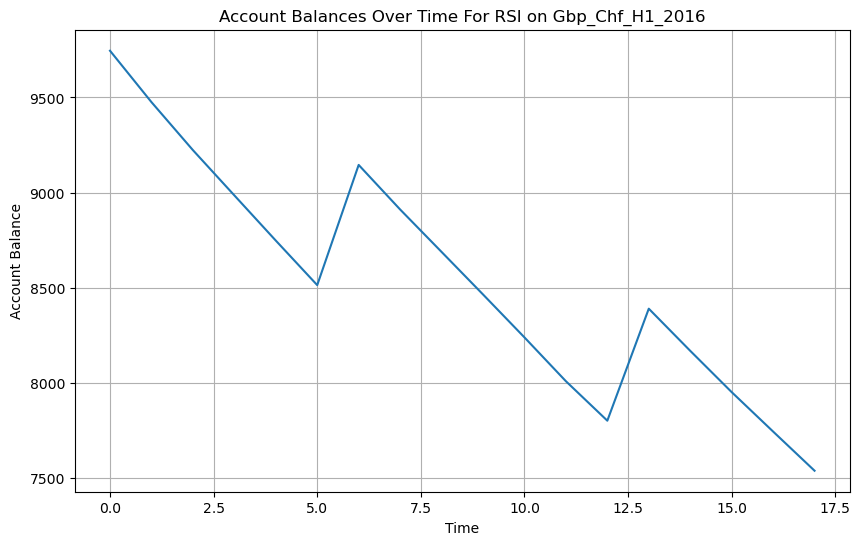 Account Balances Over Time For RSI on Gbp_Chf_H1_2016
Account Balance
9500
9000
8500
8000
7500
0.0 2.5 5.0 7.5 10.0 12.5 15.0 17.5
Time